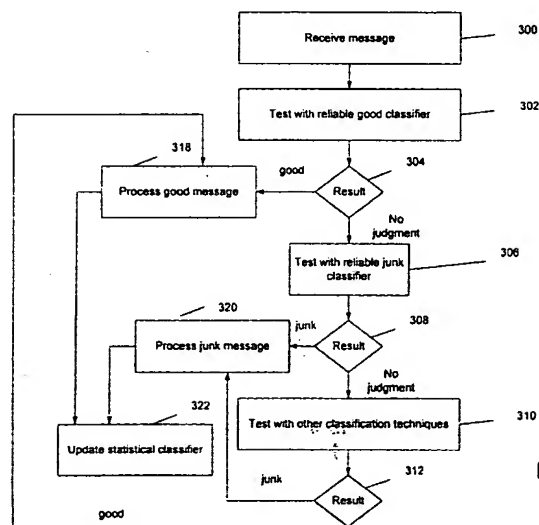 Receive message
300
Test with reliable good classifier
302
318
304
good
Process good message
Result
No
judgment
306
Test with reliable junk
classifier
320
308
junk
Process junk message
Result
No
judgment
322
310
Test with other classification techniques
Update statistical classifier
312
junk
Result
good